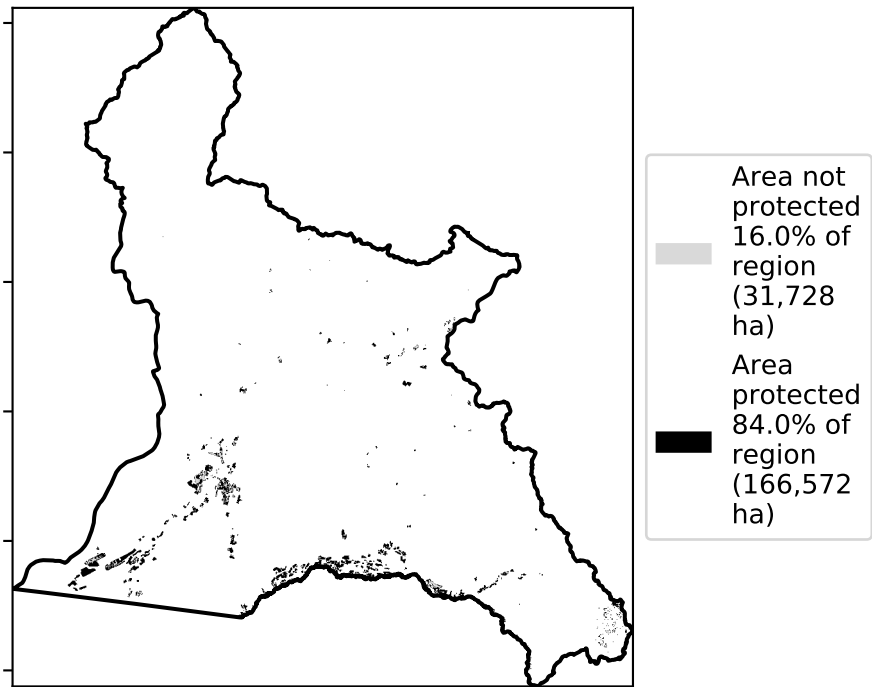 Area not
protected
16.0% of
region
(31,728
ha)
Area
protected
84.0% of
region
(166,572
ha)